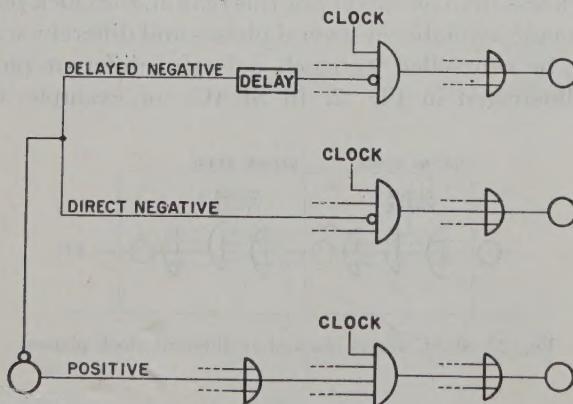 CLOCK
DELAYED NEGATIVE
DELAY
CLOCK
DIRECT NEGATIVE
CLOCK
POSITIVE